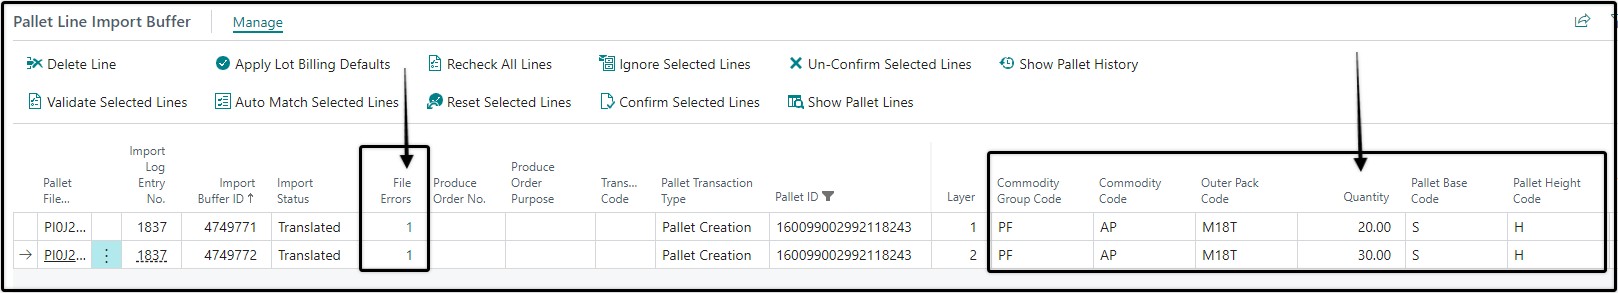 Pallet Line Import Buffer Manage
Delete Line Apply Lot Billing Defaults Recheck All Lines Ignore Selected Lines Un-Confirm Selected Lines Show Pallet History
Validate Selected Lines Auto Match Selected Lines Reset Selected Lines Confirm Selected Lines Show Pallet Lines
Pallet File... Import Log Entry No. Import Buffer ID ↑ Import Status File Errors Produce Order No. Produce Order Purpose Trans... Code Pallet Transaction Type Pallet ID Layer Commodity Group Code Commodity Code Outer Pack Code Quantity Pallet Base Code Pallet Height Code
PI0J2... 1837 4749771 Translated 1 Pallet Creation 160099002992118243 1 PF AP M18T 20.00 S H
PI0J2... 1837 4749772 Translated 1 Pallet Creation 160099002992118243 2 PF AP M18T 30.00 S H